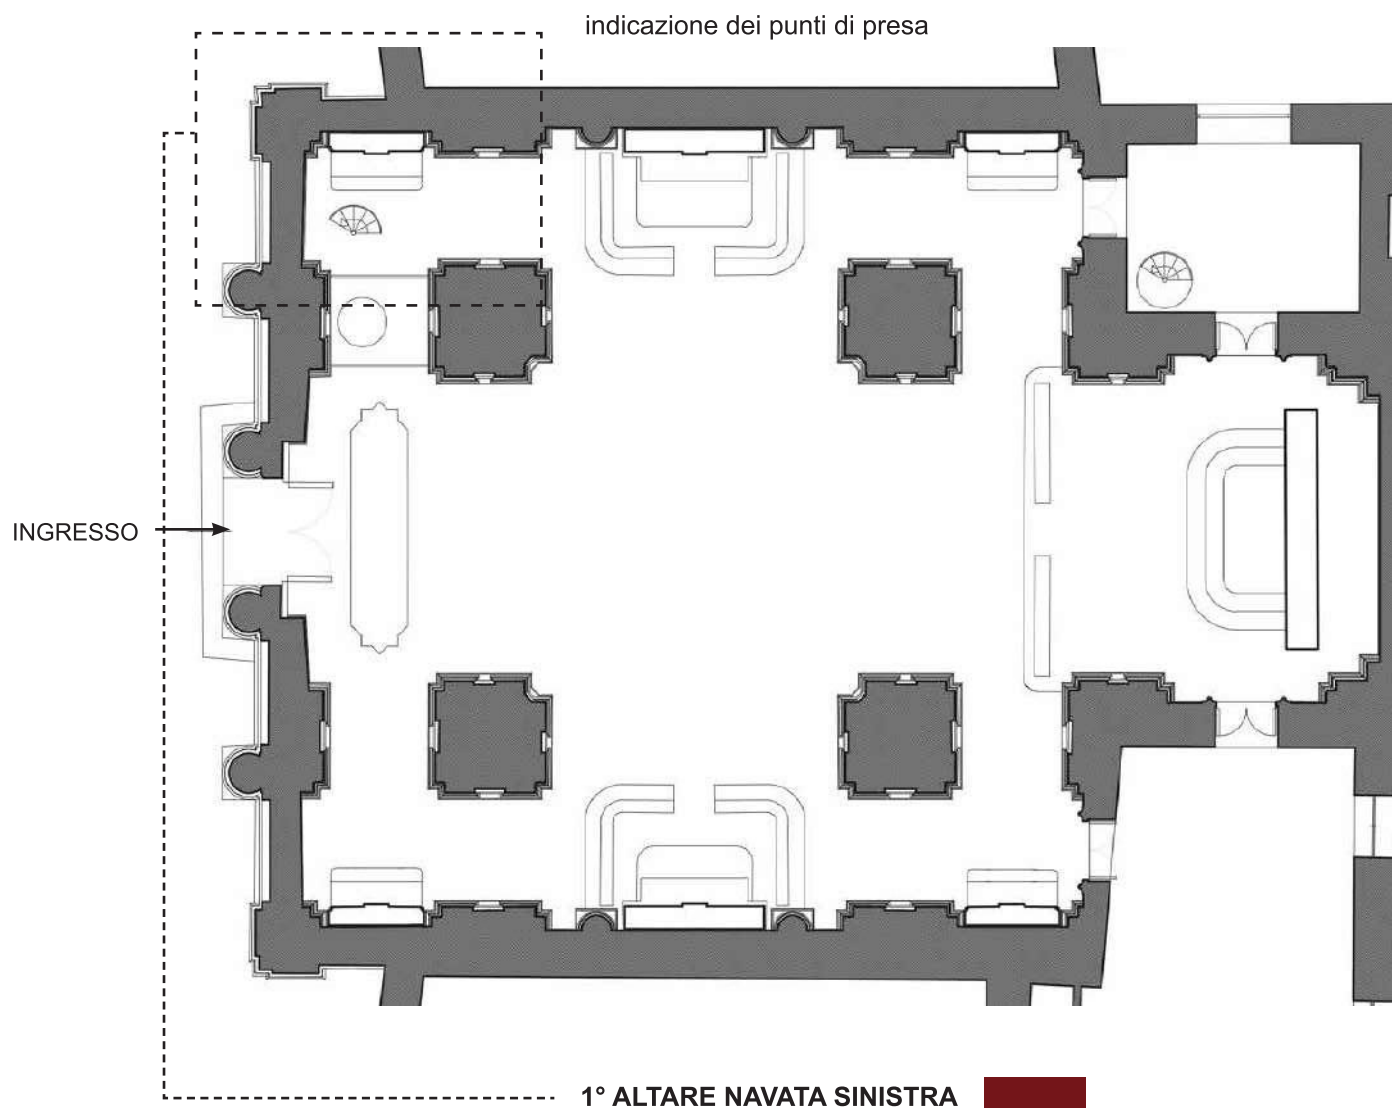 indicazione dei punti di presa
INGRESSO
1° ALTARE NAVATA SINISTRA